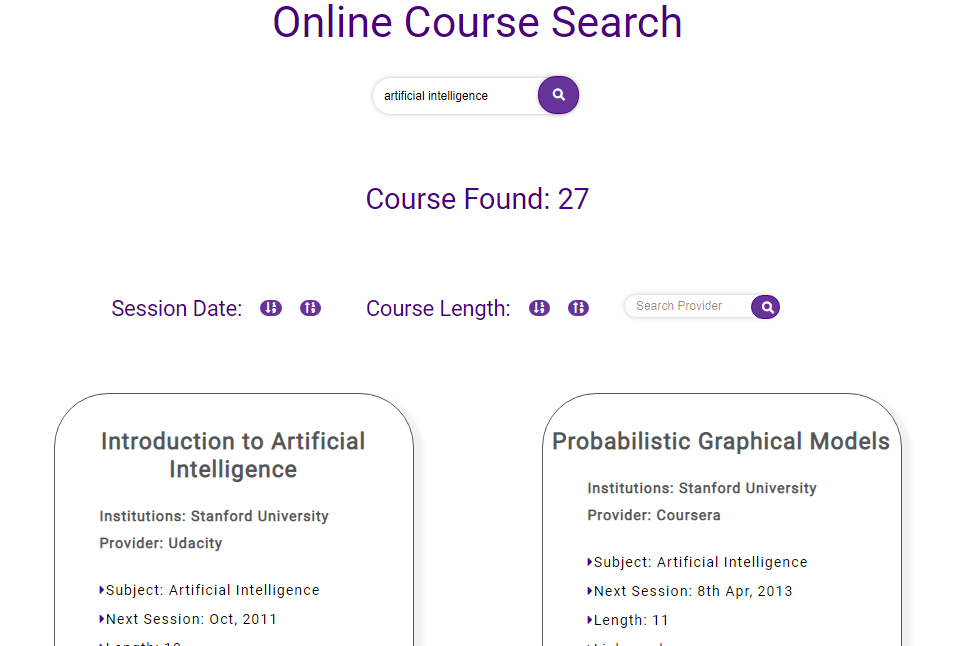 Online Course Search
artificial intelligence
Course Found: 27
Session Date:
Course Length:
Search Provider
Introduction to Artificial
Intelligence
Institutions: Stanford University
Provider: Udacity
Subject: Artificial Intelligence
Next Session: Oct, 2011
Probabilistic Graphical Models
Institutions: Stanford University
Provider: Coursera
Subject: Artificial Intelligence
Next Session: 8th Apr, 2013
Length: 11